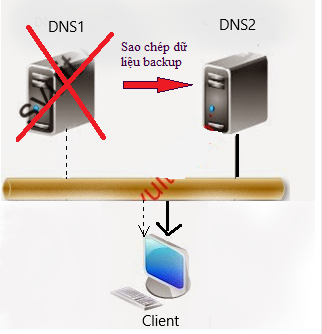 DNS1
DNS2
Sao chép dữ
liệu backup
Client